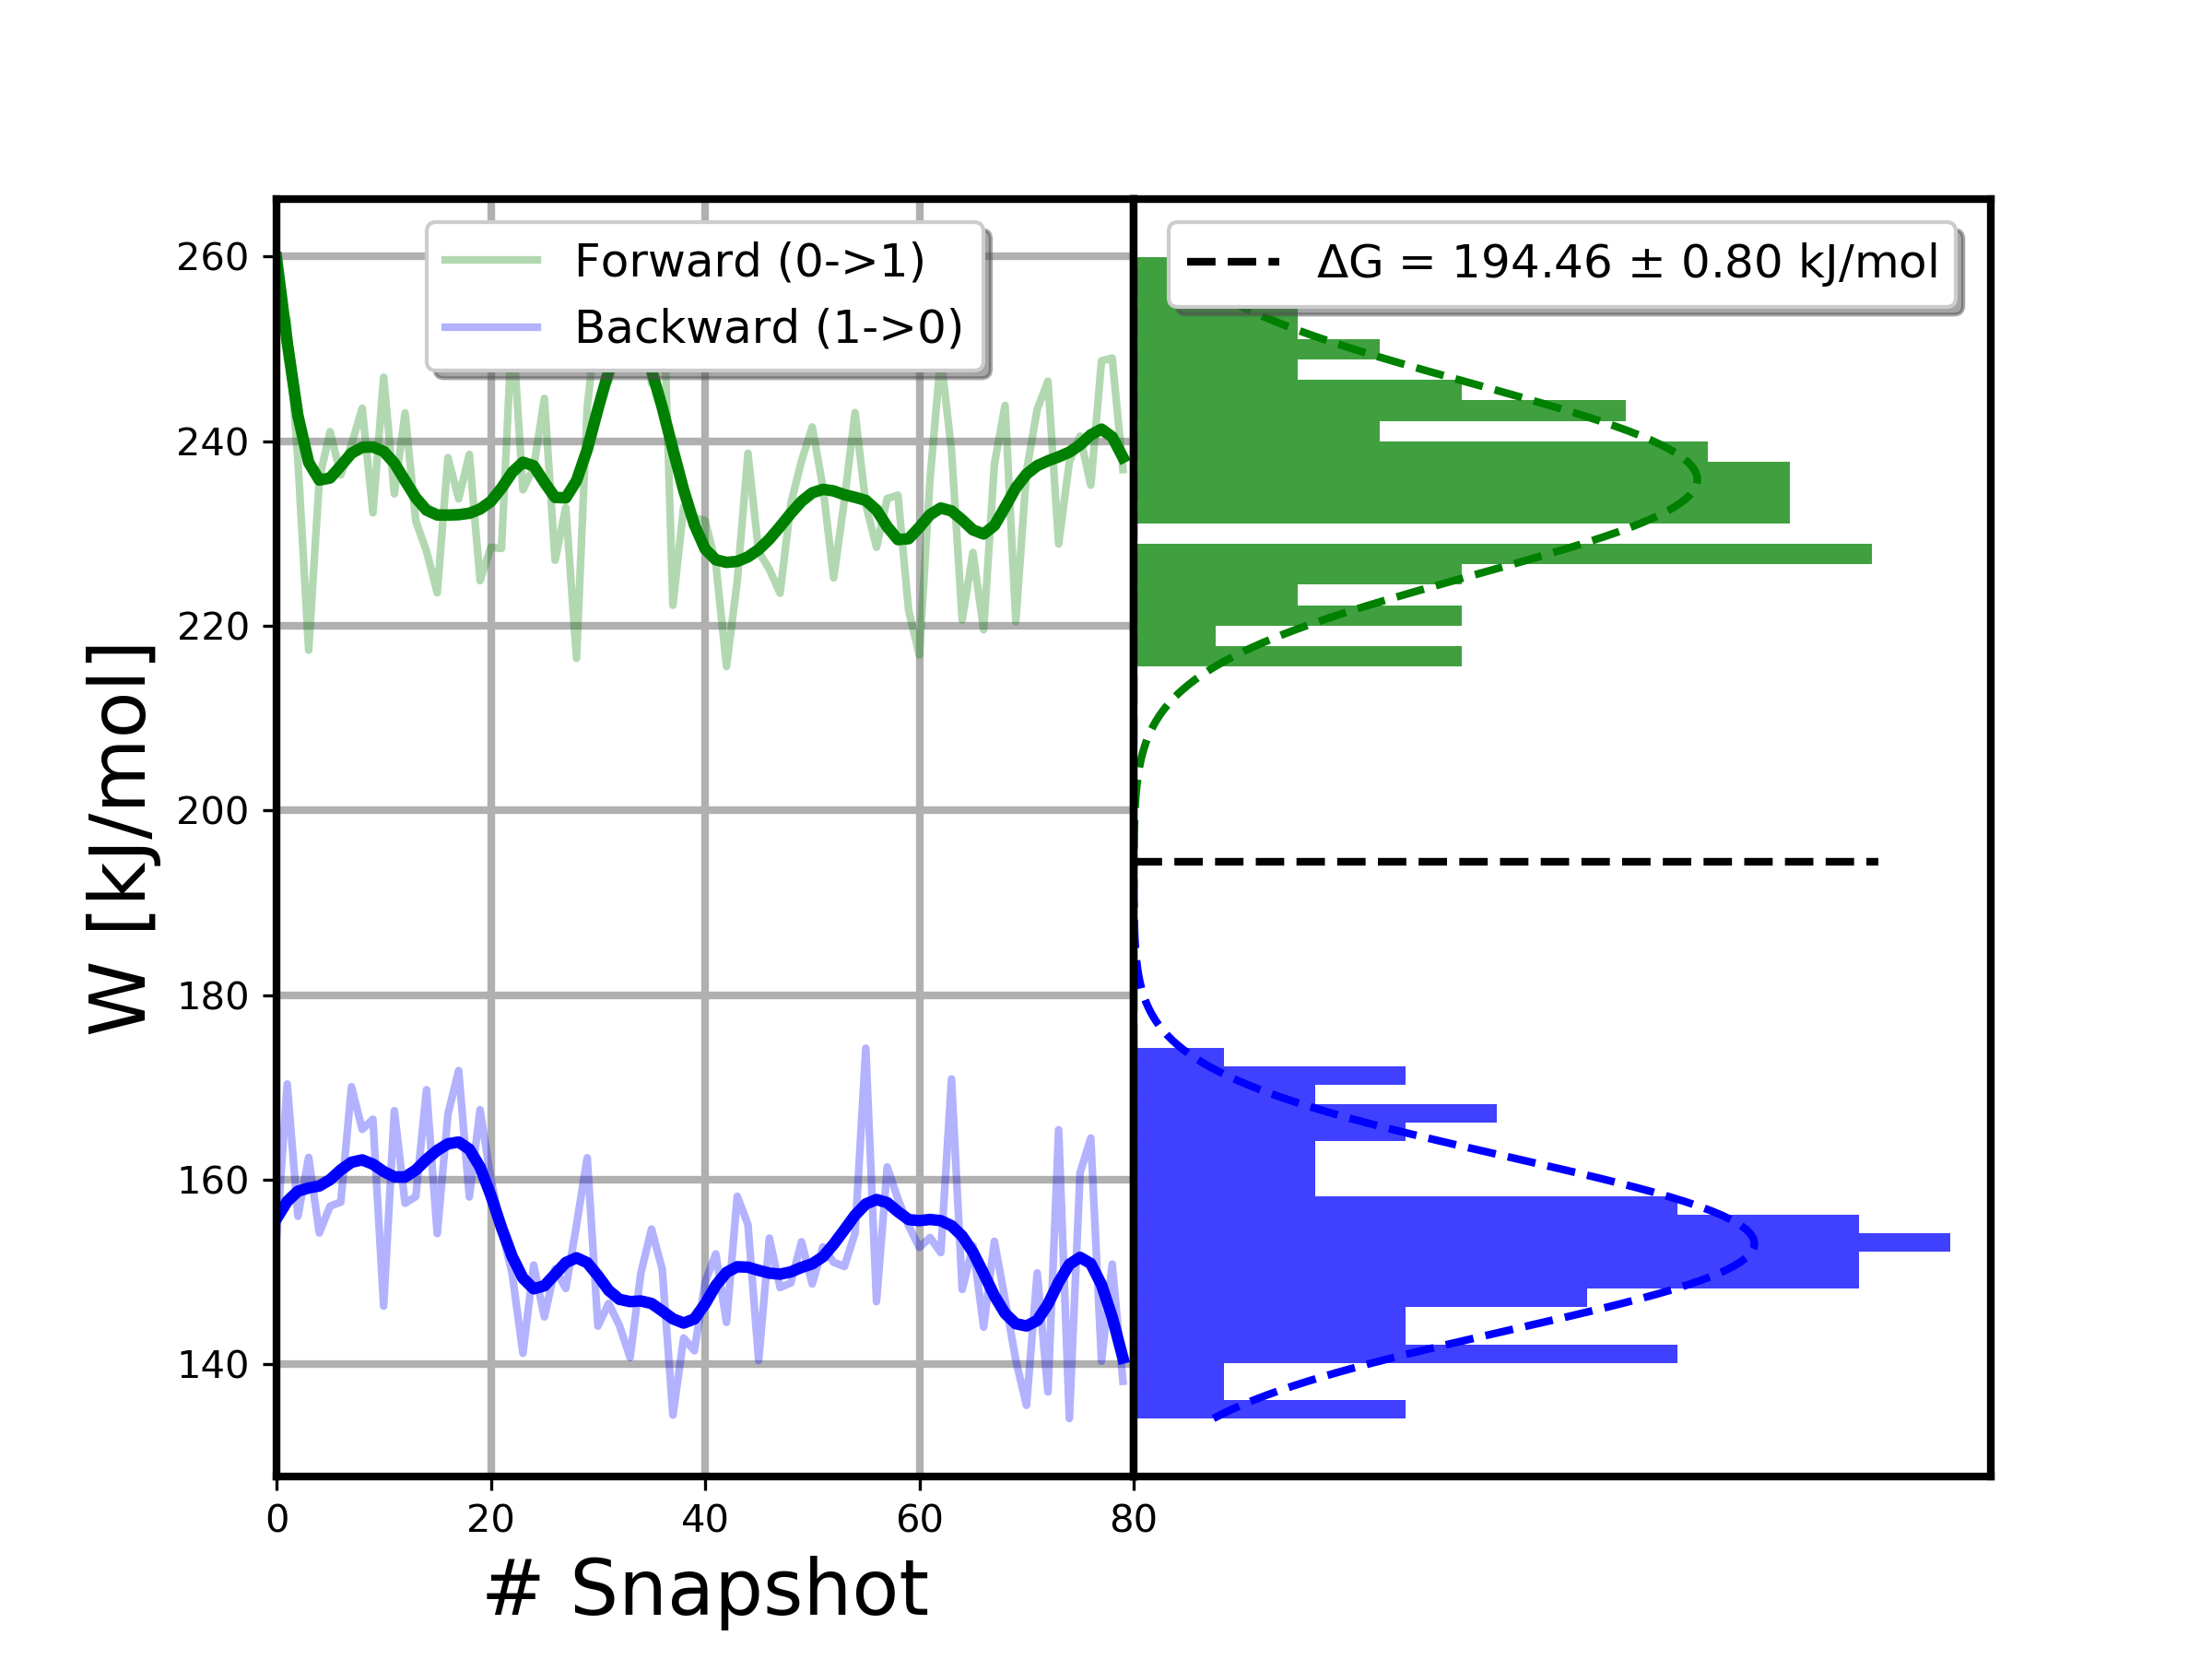 Forward (0->1)
Backward (1->0)
ΔG = 194.46 ± 0.80 kJ/mol
260
240
220
200
180
160
140
W [kJ/mol]
0 20 40 60 80
# Snapshot